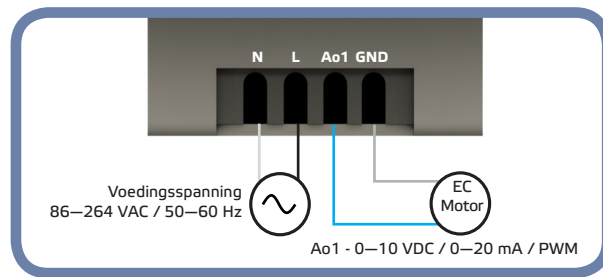 N L Ao1 GND
Voedingsspanning
86—264 VAC / 50—60 Hz
EC
Motor
Ao1 - 0—10 VDC / 0—20 mA / PWM